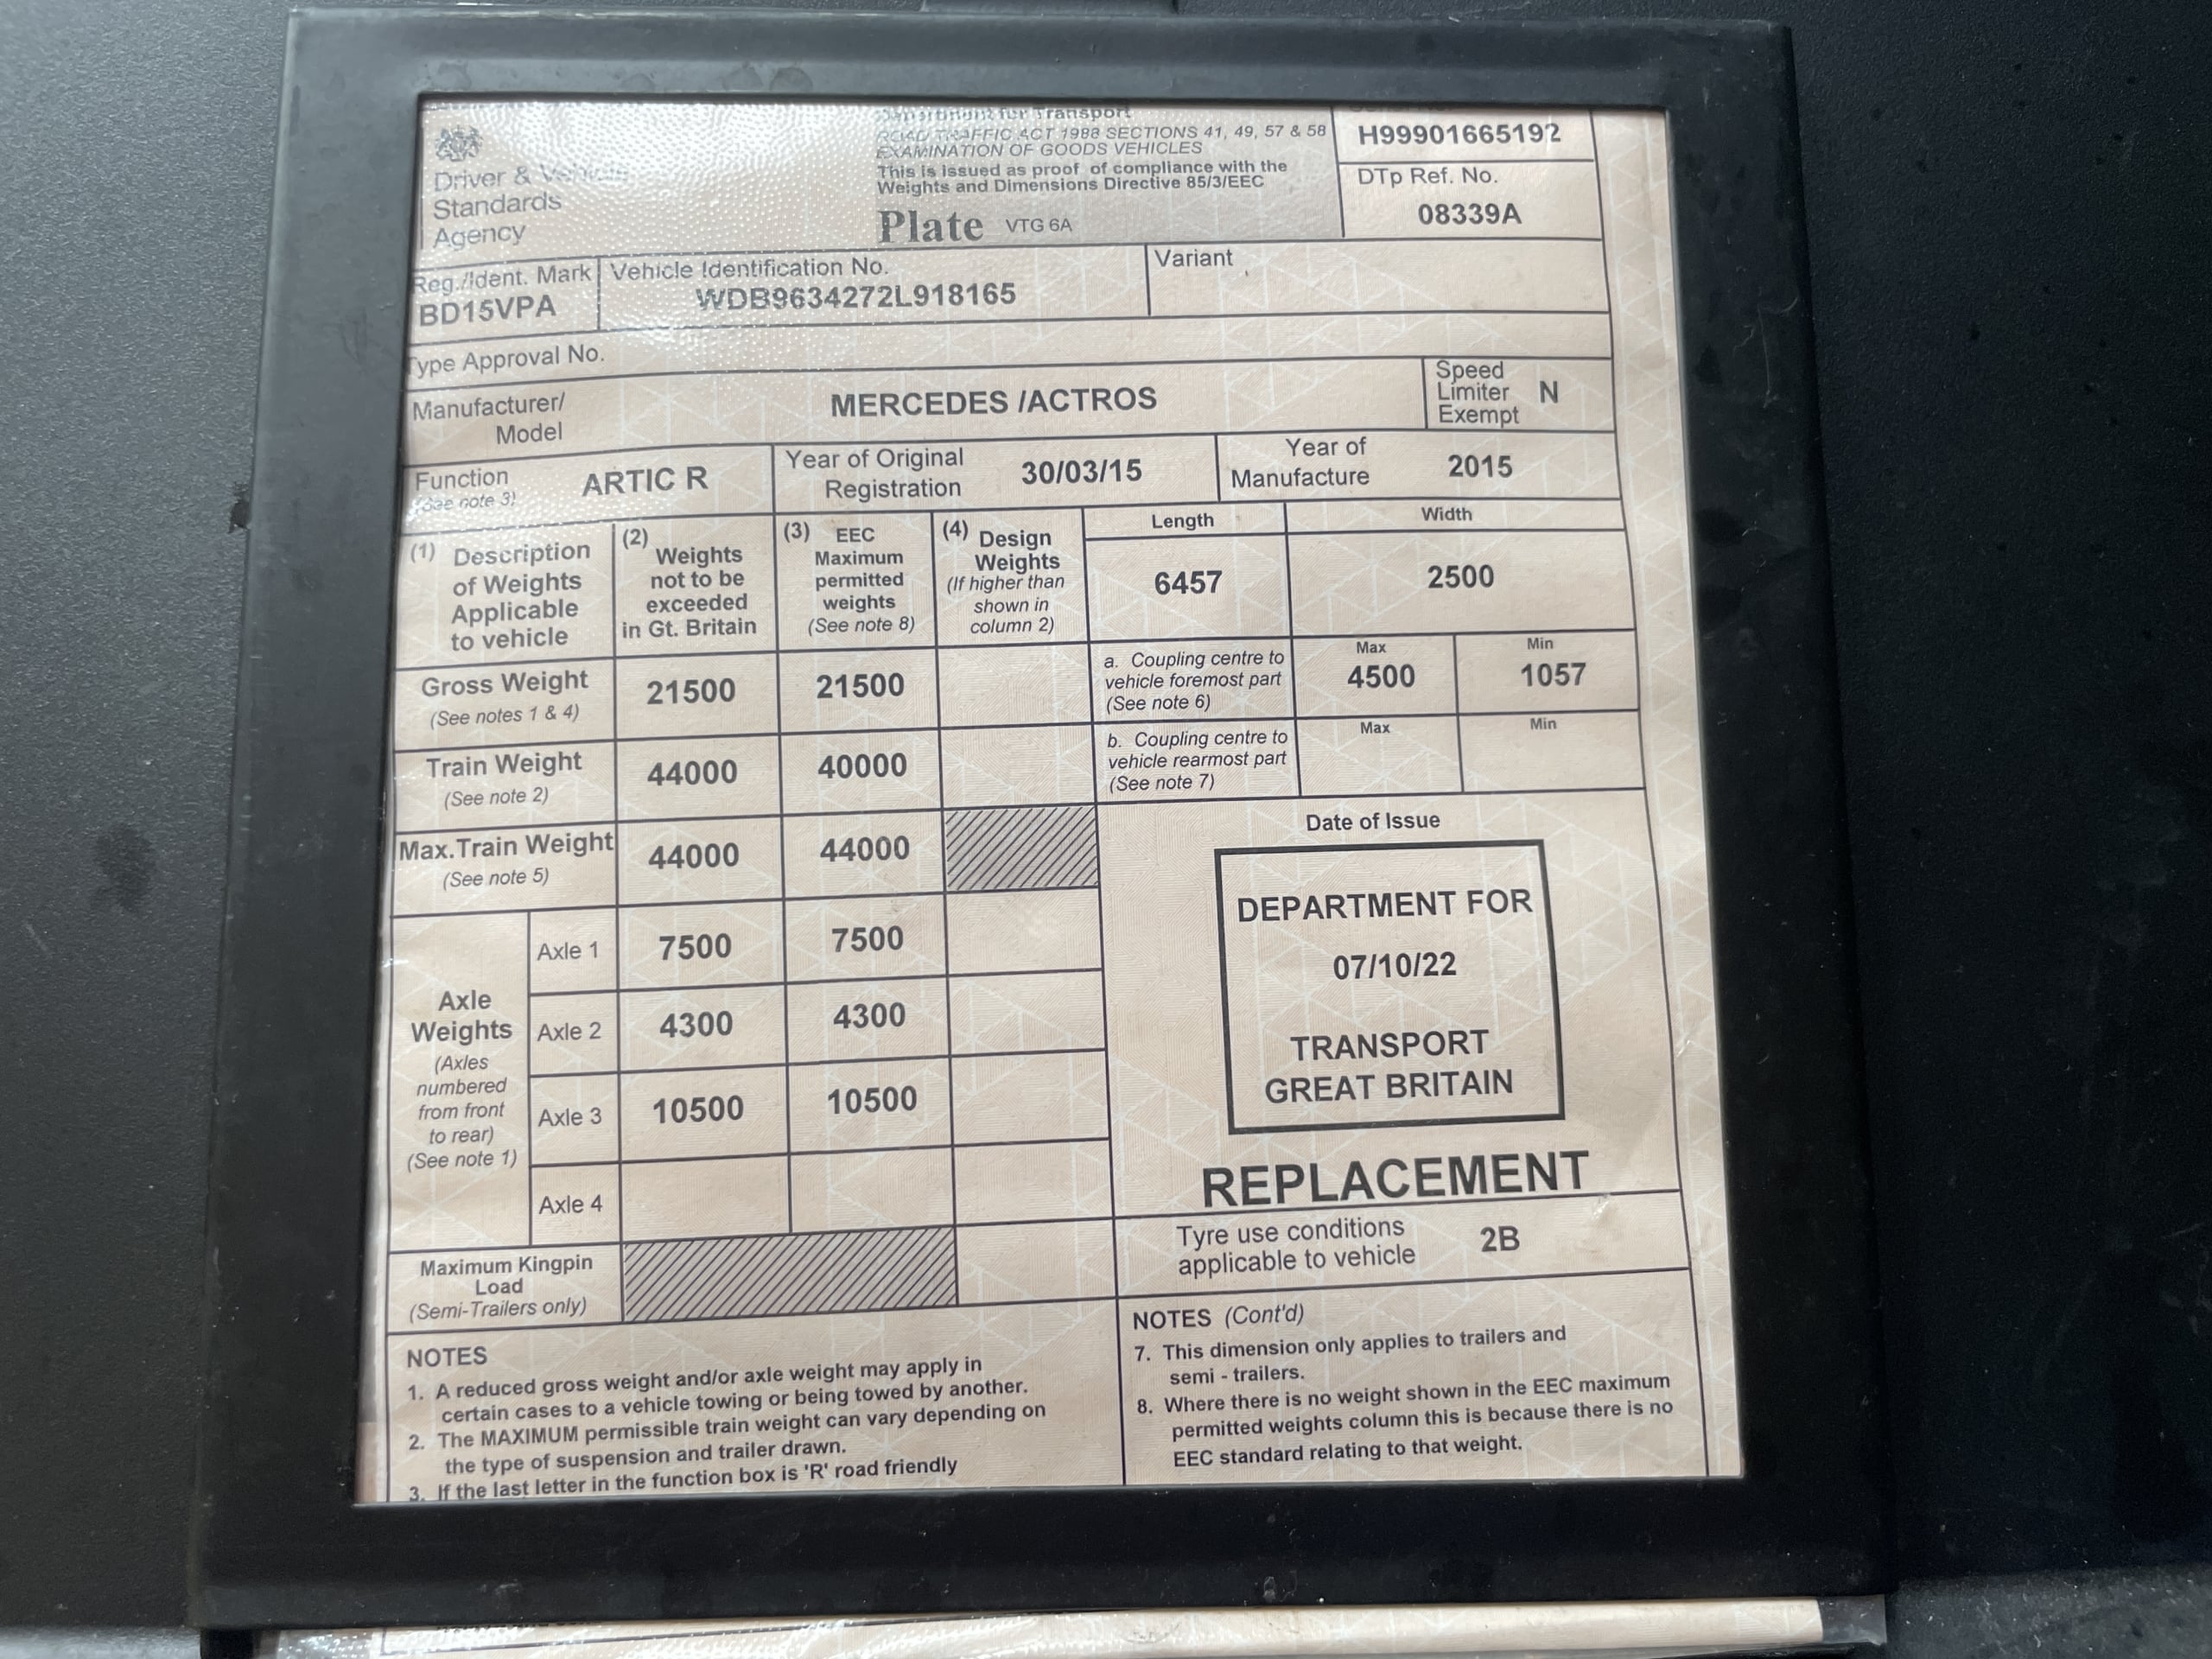 Department for Transport
ROAD TRAFFIC ACT 1988 SECTIONS 41, 49, 57 & 58
EXAMINATION OF GOODS VEHICLES
This is issued as proof of compliance with the
Weights and Dimensions Directive 85/3/EEC
Plate VTG 6A
Driver & Vehicle
Standards
Agency
H99901665192
DTp Ref. No.
08339A
Reg./Ident. Mark
BD15VPA
Vehicle Identification No.
WDB9634272L918165
Variant
Type Approval No.
Manufacturer/
Model
MERCEDES /ACTROS
Speed
Limiter
Exempt
N
Function
(See note 3)
ARTIC R
Year of Original
Registration
30/03/15
Year of
Manufacture
2015
(1) Description
of Weights
Applicable
to vehicle
(2) Weights
not to be
exceeded
in Gt. Britain
(3) EEC
Maximum
permitted
weights
(See note 8)
(4) Design
Weights
(If higher than
shown in
column 2)
Length
6457
Width
2500
Gross Weight
(See notes 1 & 4)
21500
21500
a. Coupling centre to
vehicle foremost part
(See note 6)
Max
4500
Min
1057
Train Weight
(See note 2)
44000
40000
b. Coupling centre to
vehicle rearmost part
(See note 7)
Max
Min
Max.Train Weight
(See note 5)
44000
44000
Axle
Weights
(Axles
numbered
from front
to rear)
(See note 1)
Axle 1
7500
7500
Axle 2
4300
4300
Axle 3
10500
10500
Axle 4
Maximum Kingpin
Load
(Semi-Trailers only)
Date of Issue
DEPARTMENT FOR
07/10/22
TRANSPORT
GREAT BRITAIN
REPLACEMENT
Tyre use conditions
applicable to vehicle
2B
NOTES
1. A reduced gross weight and/or axle weight may apply in
certain cases to a vehicle towing or being towed by another.
2. The MAXIMUM permissible train weight can vary depending on
the type of suspension and trailer drawn.
3. If the last letter in the function box is 'R' road friendly
NOTES (Cont'd)
7. This dimension only applies to trailers and
semi - trailers.
8. Where there is no weight shown in the EEC maximum
permitted weights column this is because there is no
EEC standard relating to that weight.